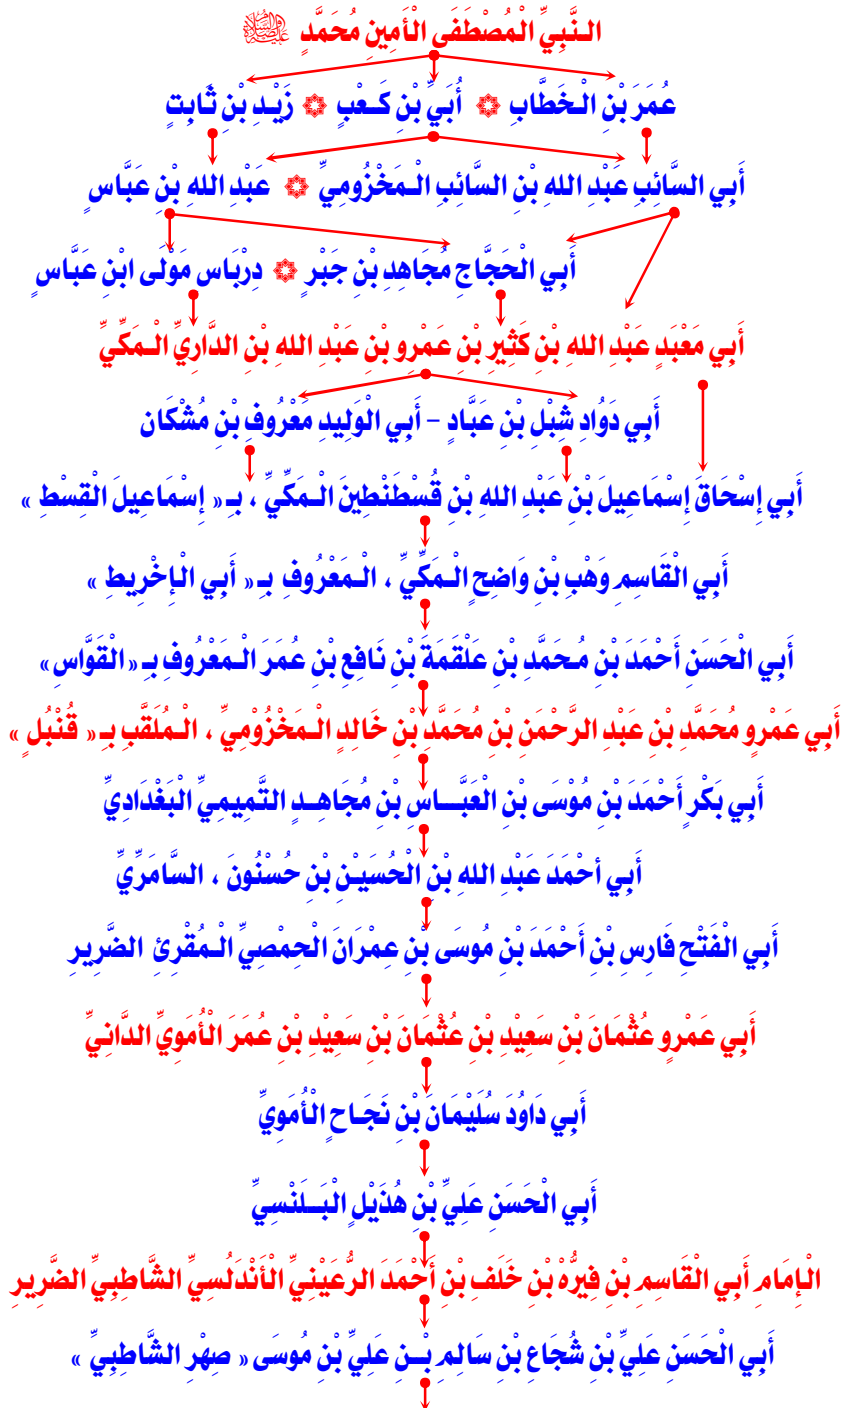 النَّبِيِّ الْمُصْطَفَى الْأَمِينِ مُحَمَّدٍ ﷺ
عُمَرَ بْنِ الْخَطَّابِ ۞ أُبَيِّ بْنِ كَعْبٍ ۞ زَيْدِ بْنِ ثَابِتٍ
أَبِي السَّائِبِ عَبْدِ اللهِ بْنِ السَّائِبِ الْمَخْزُومِيِّ ۞ عَبْدِ اللهِ بْنِ عَبَّاسٍ
أَبِي الْحَجَّاجِ مُجَاهِدِ بْنِ جَبْرٍ ۞ دِرْبَاس مَوْلَى ابْنِ عَبَّاسٍ
أَبِي مَعْبَدٍ عَبْدِ اللهِ بْنِ كَثِيرِ بْنِ عَمْرِو بْنِ عَبْدِ اللهِ بْنِ الدَّارِيِّ الْمَكِّيِّ
أَبِي دَوُادِ شِبْلِ بْنِ عَبَّادٍ – أَبِي الْوَلِيدِ مَعْرُوفِ بْنِ مُشْكَان
أَبِي إِسْحَاقَ إِسْمَاعِيلَ بْنِ عَبْدِ اللهِ بْنِ قُسْطَنْطِينَ الْمَكِّيِّ ، بِـ « إِسْمَاعِيلَ الْقِسْطِ »
أَبِي الْقَاسِمِ وَهْبِ بْنِ وَاضِحٍ الْمَكِّيِّ ، الْمَعْرُوفِ بِـ « أَبِي الْإِخْرِيطِ »
أَبِي الْحَسَنِ أَحْمَدَ بْنِ مُحَمَّدِ بْنِ عَلْقَمَةَ بْنِ نَافِعِ بْنِ عُمَرَ الْمَعْرُوفِ بِـ « الْقَوَّاسِ »
أَبِي عَمْرٍو مُحَمَّدِ بْنِ عَبْدِ الرَّحْمَنِ بْنِ مُحَمَّدِ بْنِ خَالِدٍ الْمَخْزُوْمِيِّ ، الْمُلَقَّبِ بِـ « قُنْبُلٍ »
أَبِي بَكْرٍ أَحْمَدَ بْنِ مُوْسَى بْنِ الْعَبَّاسِ بْنِ مُجَاهِدٍ التَّمِيمِيِّ الْبَغْدَادِيِّ
أَبِي أحْمَدَ عَبْدِ اللهِ بْنِ الْحُسَيْنِ بْنِ حُسْنُونَ ، السَّامَرِّيِّ
أَبِي الْفَتْحِ فَارِسِ بْنِ أَحْمَدَ بْنِ مُوسَى بْنِ عِمْرَانَ الْحِمْصِيِّ الْمُقْرِئِ الضَّرِيرِ
أَبِي عَمْرٍو عُثْمَانَ بْنِ سَعِيْدِ بْنِ عُثْمَانَ بْنِ سَعِيْدِ بْنِ عُمَرَ الْأُمَوِيِّ الدَّانِيِّ
أَبِي دَاوُدَ سُلَيْمَانَ بْنِ نَجَاحٍ الْأُمَوِيِّ
أَبِي الْحَسَنِ عَلِيِّ بْنِ هُذَيْلٍ الْبَلَنْسِيِّ
الْإِمَامِ أَبِي الْقَاسِمِ بْنِ فِيرُّهْ بْنِ خَلَفِ بْنِ أَحْمَدَ الرُّعَيْنِيِّ الْأَنْدَلُسِيِّ الشَّاطِبِيِّ الضَّرِيرِ
أَبِي الْحَسَنِ عَلِيِّ بْنِ شُجَاعِ بْنِ سَالِمِ بْنِ عَلِيِّ بْنِ مُوسَى « صِهْرِ الشَّاطِبِيِّ »